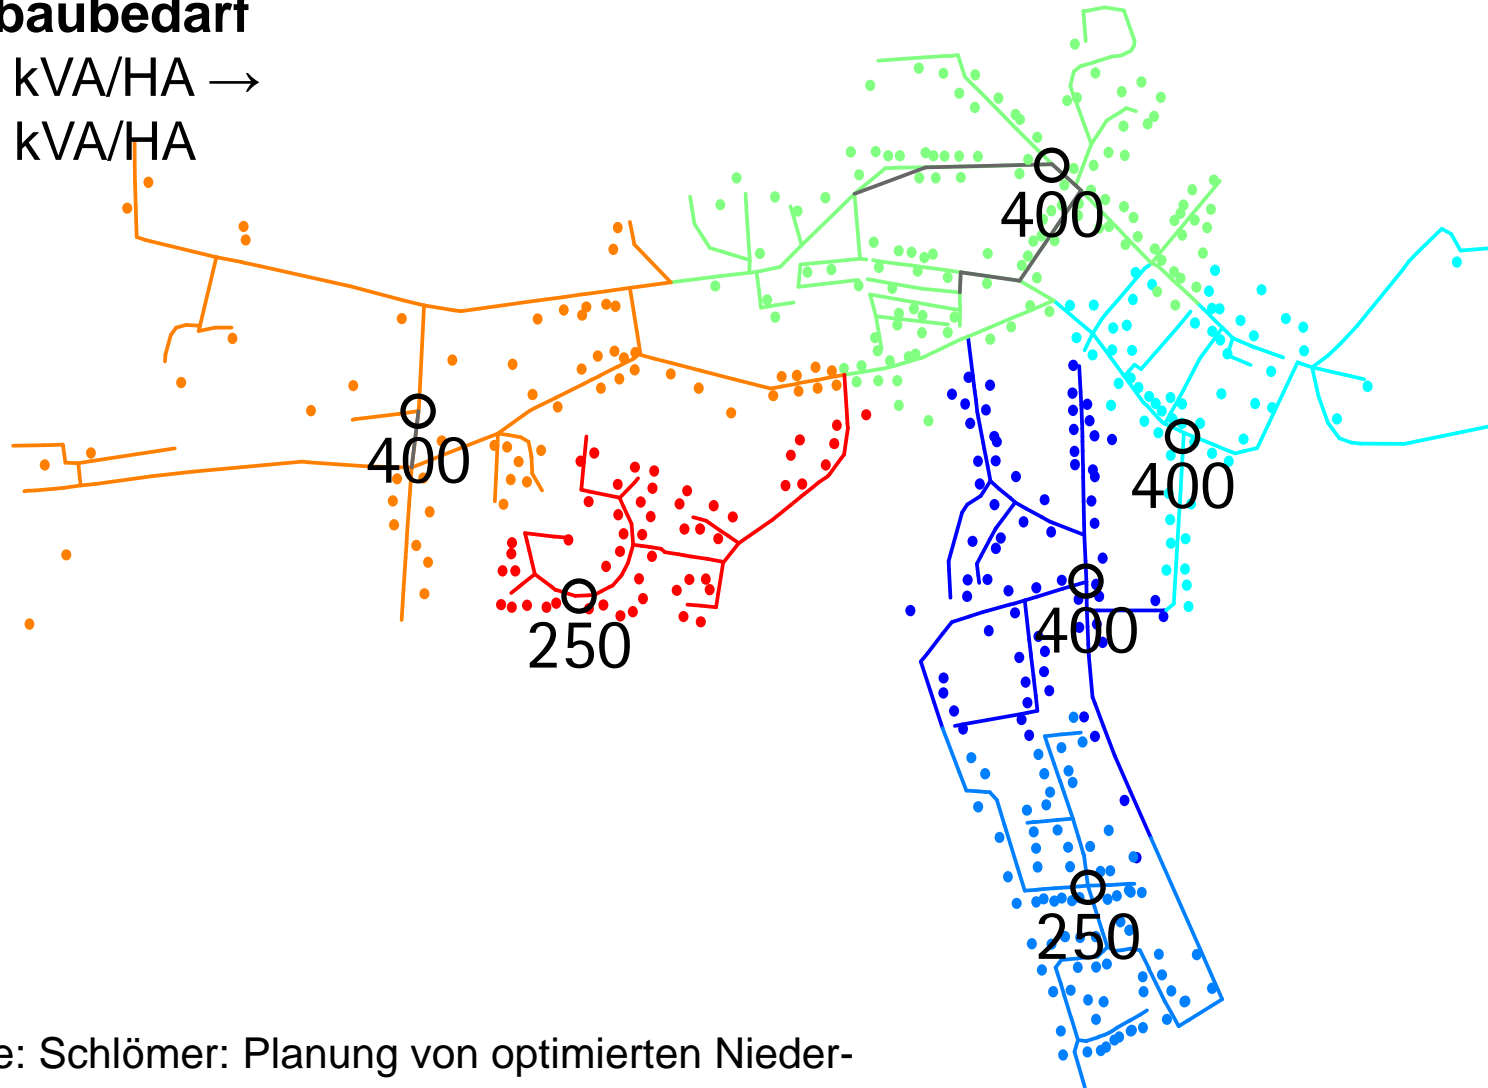 baubedarf
kVA/HA →
kVA/HA
400
400
400
250
400
250
e: Schlömer: Planung von optimierten Nieder-